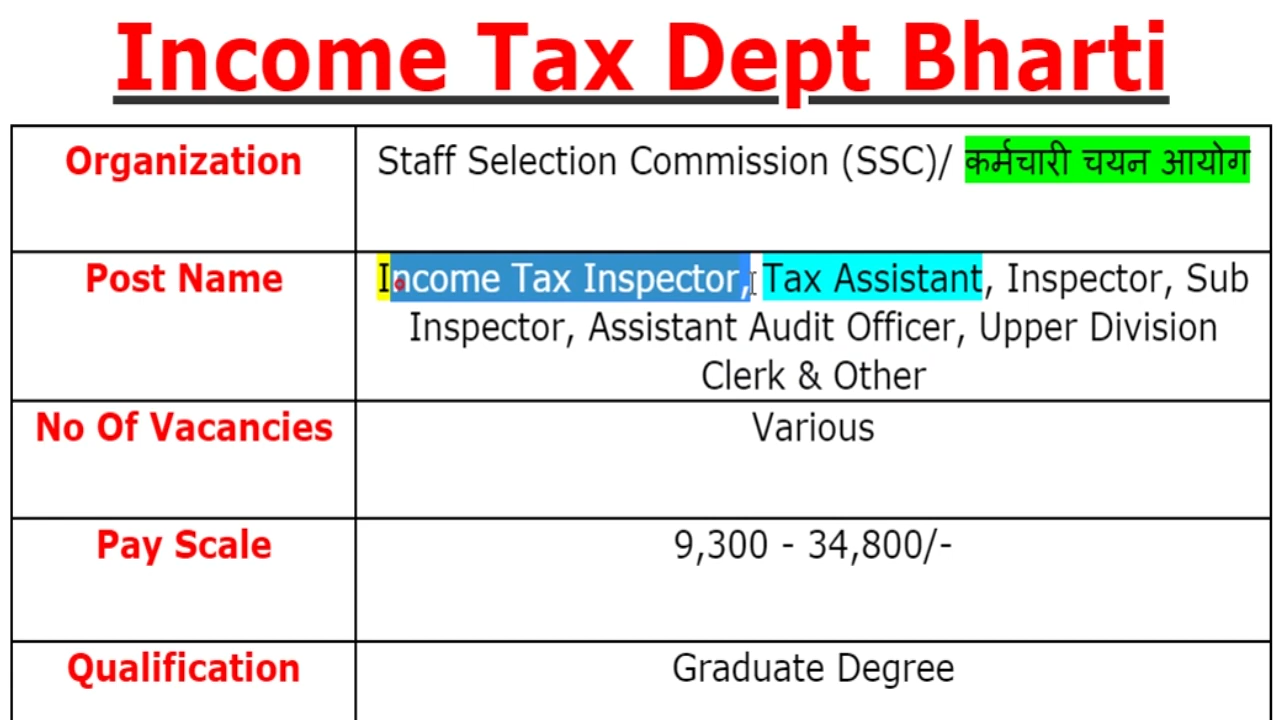 Income Tax Dept Bharti
Organization
Staff Selection Commission (SSC)/ कर्मचारी चयन आयोग
Post Name
Income Tax Inspector, Tax Assistant, Inspector, Sub
Inspector, Assistant Audit Officer, Upper Division
Clerk & Other
No Of Vacancies
Various
Pay Scale
9,300 - 34,800/-
Qualification
Graduate Degree